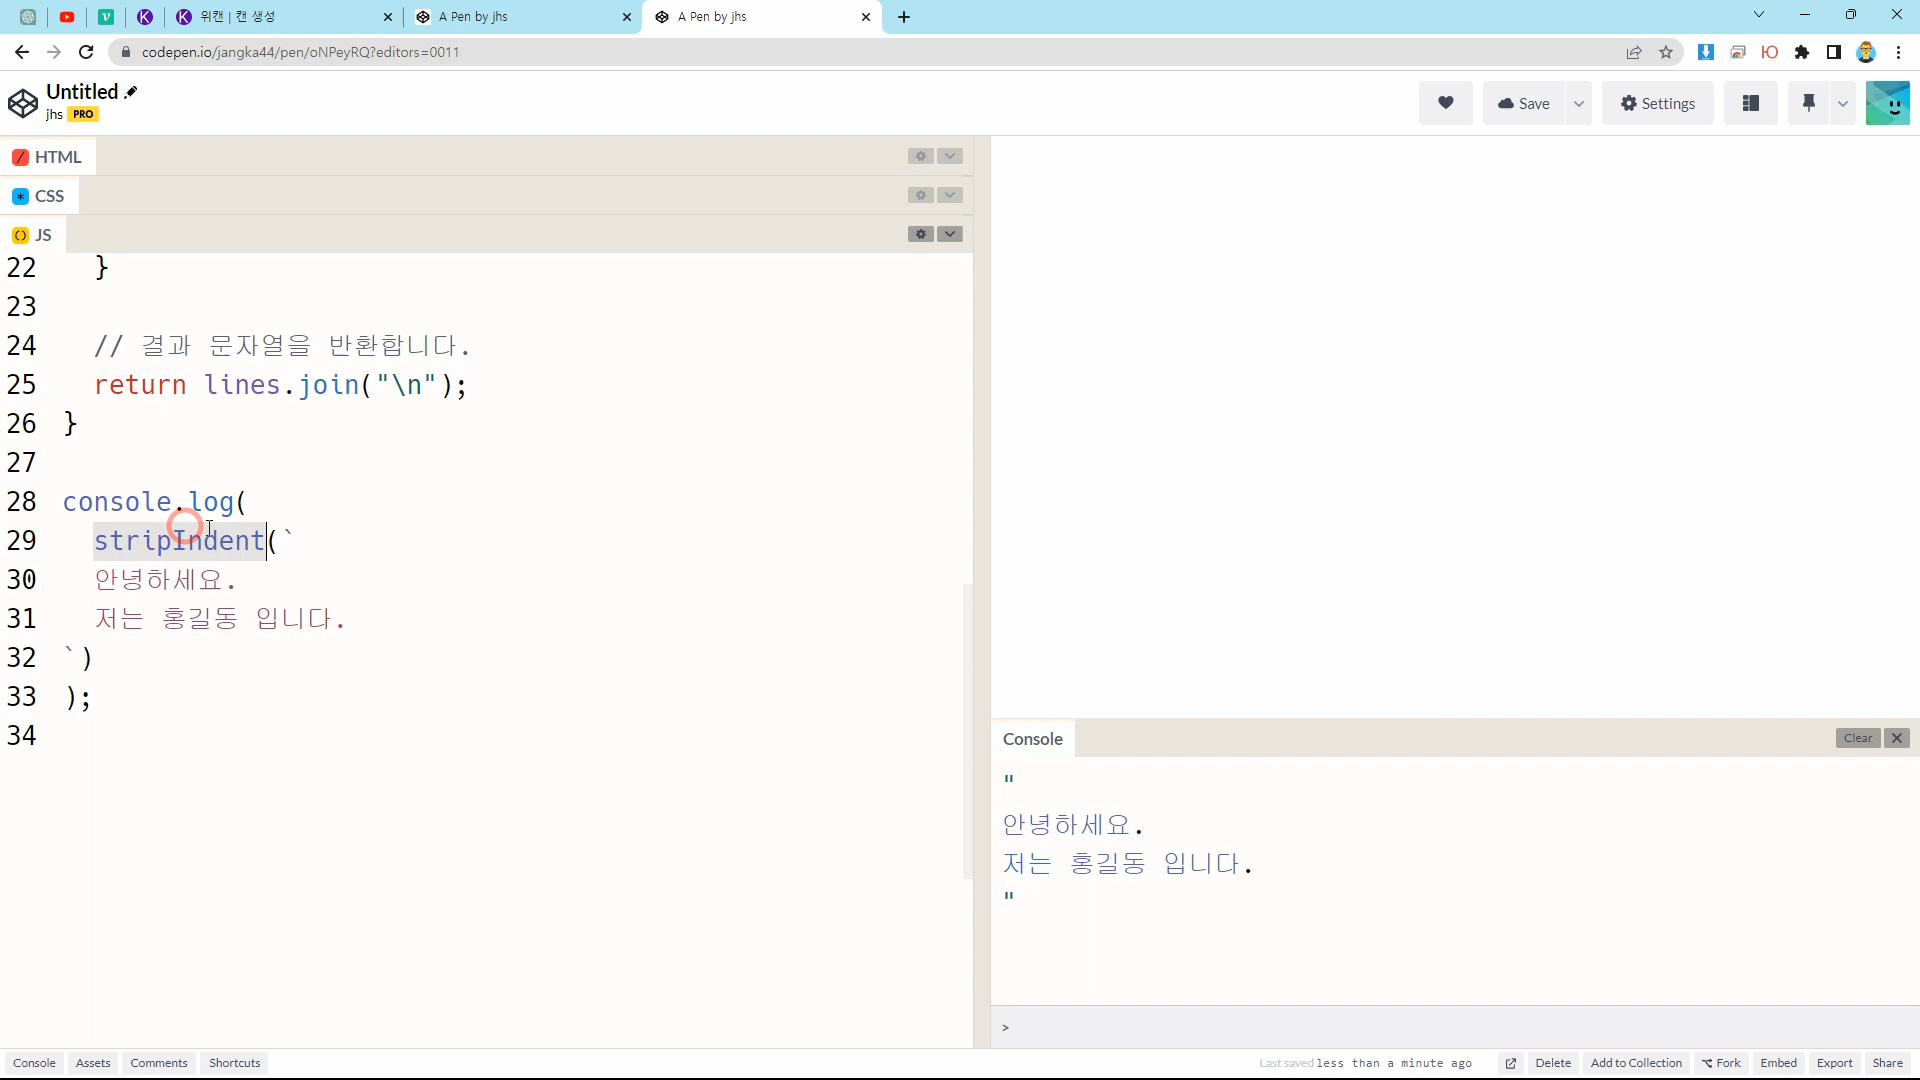 위캔 | 캔 생성
A Pen by jhs
A Pen by jhs
codepen.io/jangka44/pen/oNPeyRQ?editors=0011
Untitled
jhs PRO
Save
Settings
HTML
CSS
JS
22 }
23
24 // 결과 문자열을 반환합니다.
25 return lines.join("\n");
26 }
27
28 console.log(
29 stripIndent(`
30 안녕하세요.
31 저는 홍길동 입니다.
32 `)
33 );
34
Console
Clear
"
안녕하세요.
저는 홍길동 입니다.
"
>
Console Assets Comments Shortcuts
Last saved less than a minute ago Delete Add to Collection Fork Embed Export Share